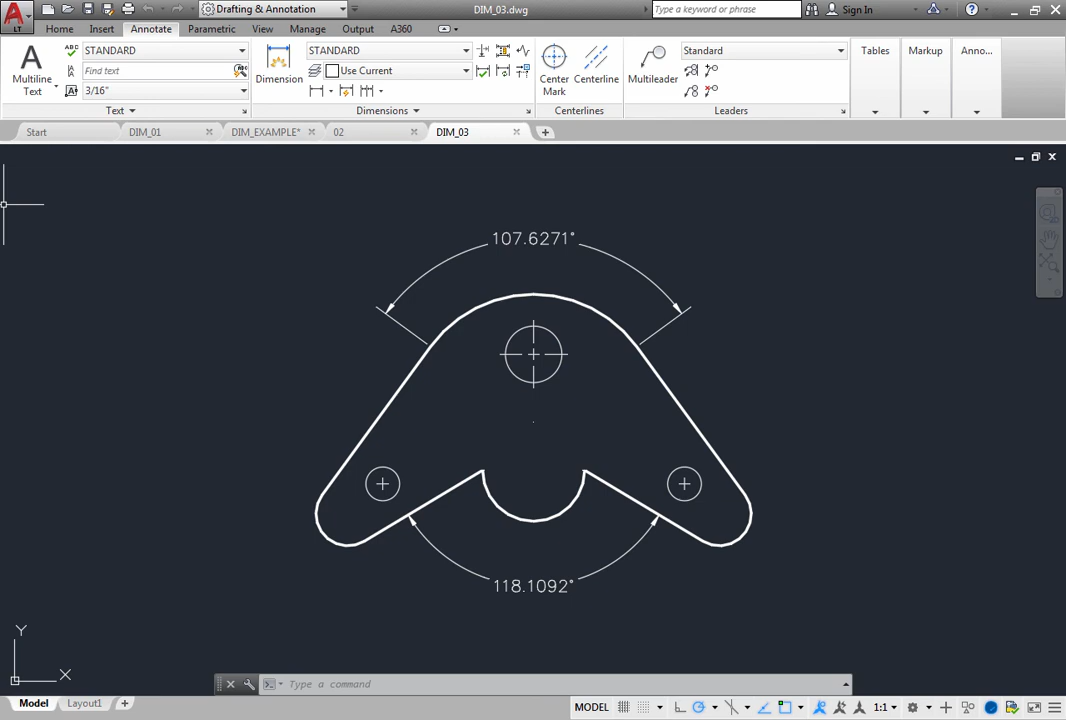 Drafting & Annotation
DIM_03.dwg
Type a keyword or phrase
Sign In
LT
Home Insert Annotate Parametric View Manage Output A360
Multiline
Text
ABC
STANDARD
Find text
3/16"
Text
Dimension
STANDARD
Use Current
Dimensions
Center
Mark
Centerline
Centerlines
Multileader
Standard
Leaders
Tables
Markup
Anno...
Start
DIM_01
DIM_EXAMPLE*
02
DIM_03
107.6271°
118.1092°
Y
X
Type a command
Model
Layout1
MODEL
1:1